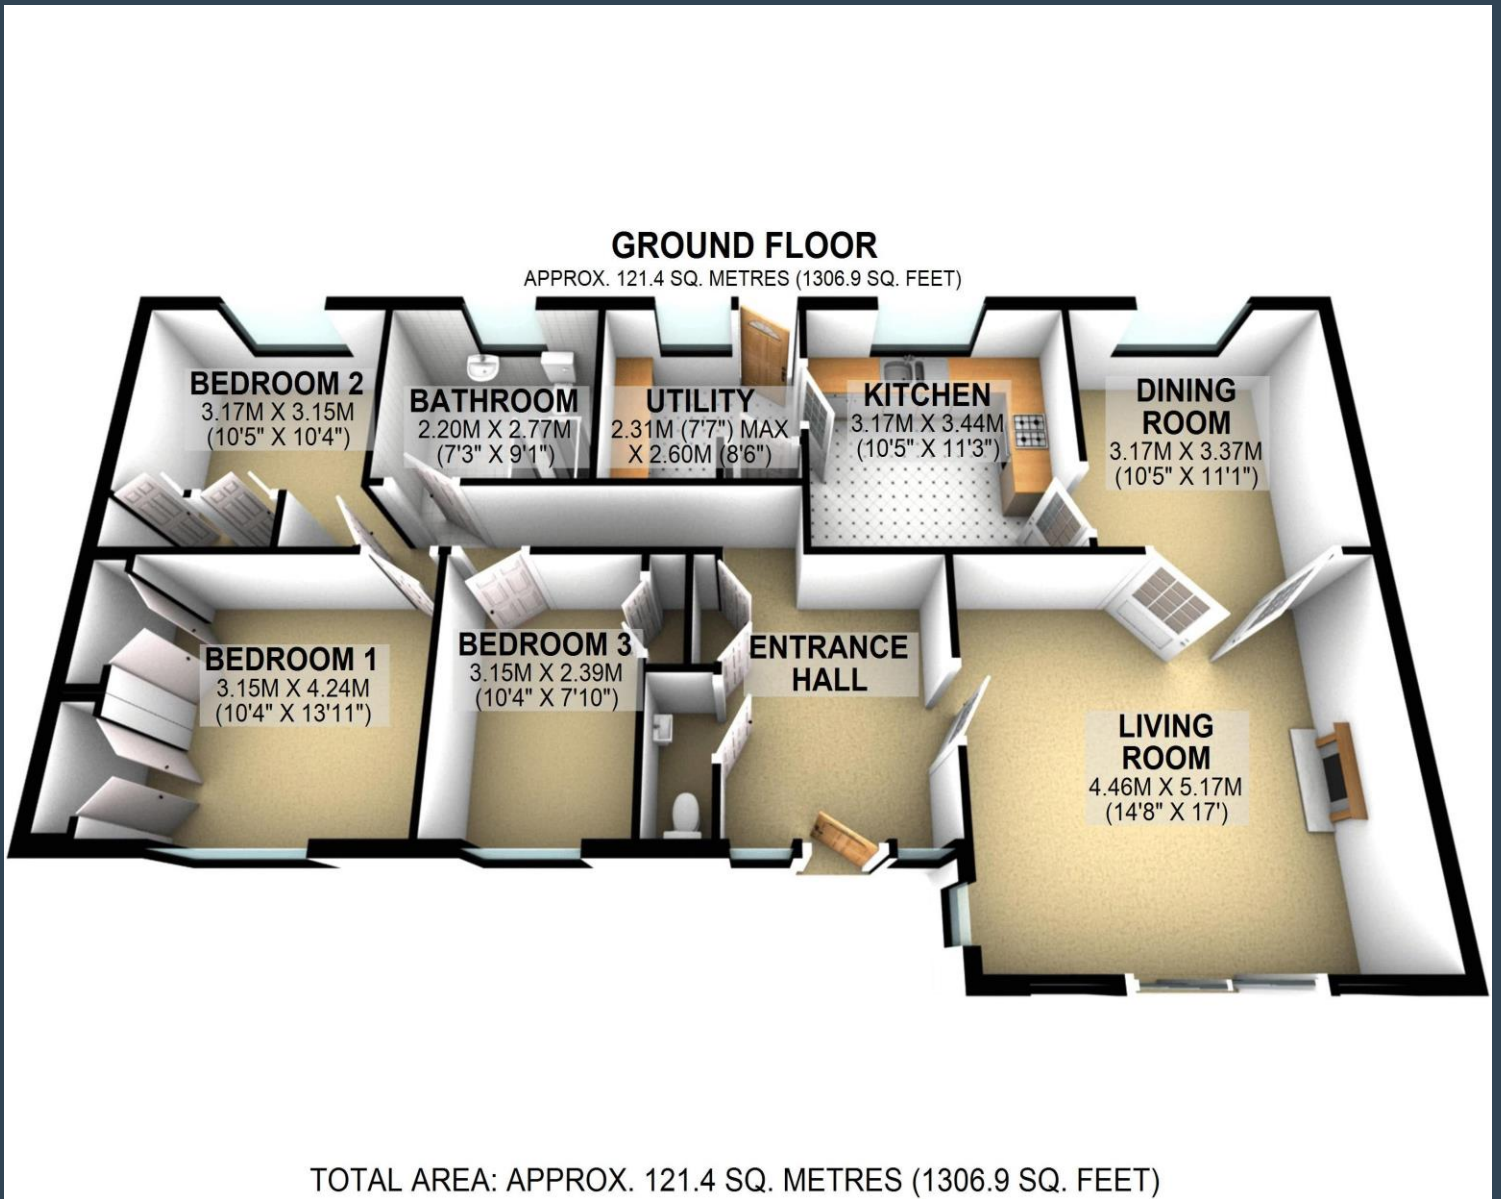 GROUND FLOOR
APPROX. 121.4 SQ. METRES (1306.9 SQ. FEET)
BEDROOM 2
3.17M X 3.15M
(10'5" X 10'4")
BATHROOM
2.20M X 2.77M
(7'3" X 9'1")
UTILITY
2.31M (7'7") MAX
X 2.60M (8'6")
KITCHEN
3.17M X 3.44M
(10'5" X 11'3")
DINING
ROOM
3.17M X 3.37M
(10'5" X 11'1")
BEDROOM 1
3.15M X 4.24M
(10'4" X 13'11")
BEDROOM 3
3.15M X 2.39M
(10'4" X 7'10")
ENTRANCE
HALL
LIVING
ROOM
4.46M X 5.17M
(14'8" X 17')
TOTAL AREA: APPROX. 121.4 SQ. METRES (1306.9 SQ. FEET)